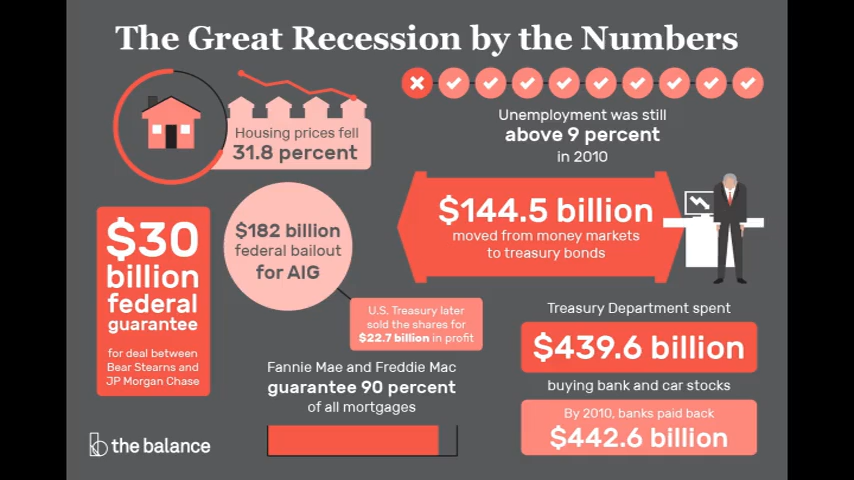 The Great Recession by the Numbers
Housing prices fell
31.8 percent
Unemployment was still
above 9 percent
in 2010
$30
billion
federal
guarantee
for deal between
Bear Stearns and
JP Morgan Chase
$182 billion
federal bailout
for AIG
U.S. Treasury later
sold the shares for
$22.7 billion in profit
$144.5 billion
moved from money markets
to treasury bonds
Fannie Mae and Freddie Mac
guarantee 90 percent
of all mortgages
Treasury Department spent
$439.6 billion
buying bank and car stocks
By 2010, banks paid back
$442.6 billion
the balance